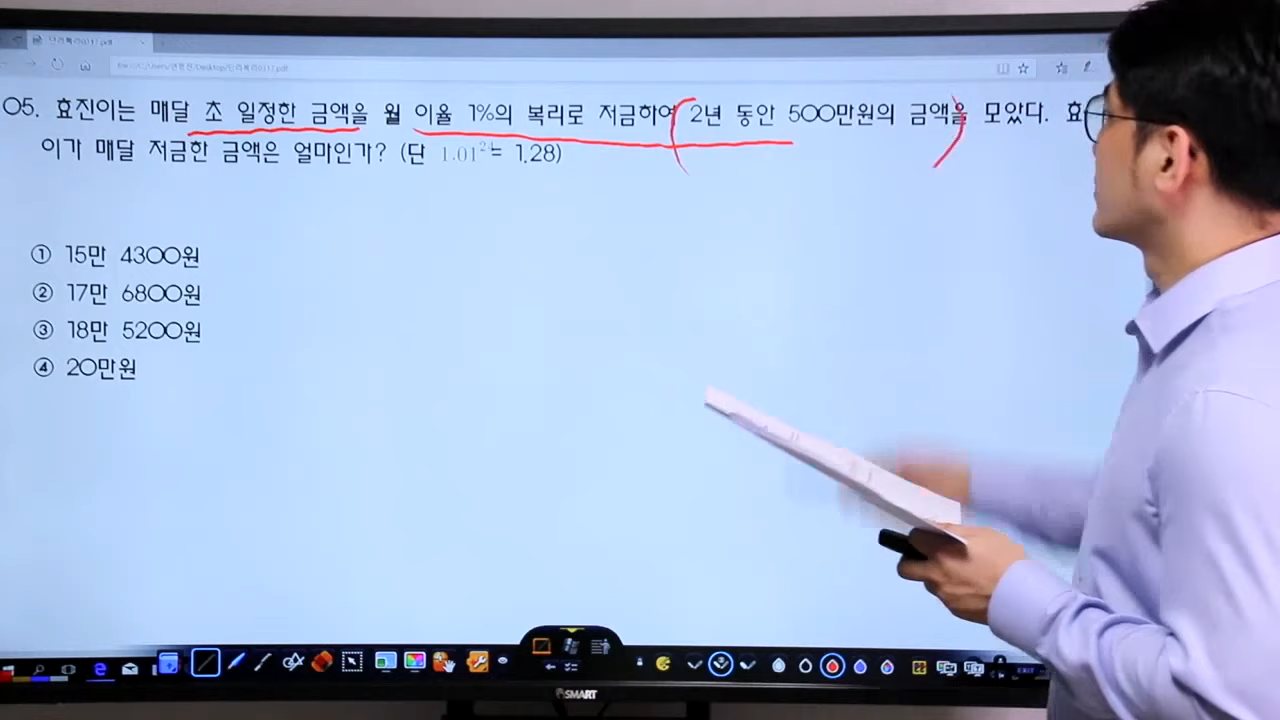 05. 효진이는 매달 초 일정한 금액을 월 이율 1%의 복리로 저금하여 2년 동안 500만원의 금액을 모았다. 효
이가 매달 저금한 금액은 얼마인가? (단 1.01²⁴= 1.28)
① 15만 4300원
② 17만 6800원
③ 18만 5200원
④ 20만원
SMART